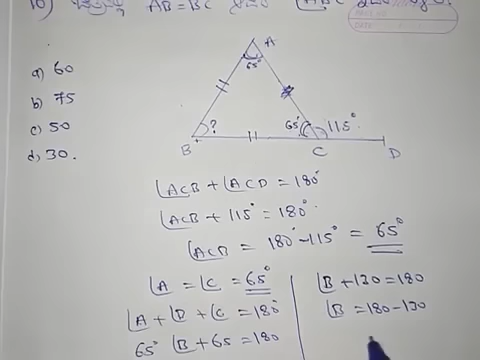 AB = BC ∠ABC
a) 60
b) 75
c) 50
d) 30.
A
65°
?
65° 115°
B C D
∠ACB + ∠ACD = 180°
∠ACB + 115° = 180°.
∠ACB = 180° - 115° = 65°
∠A = ∠C = 65°
∠A + ∠B + ∠C = 180°
65° ∠B + 65 = 180
∠B + 130 = 180
∠B = 180 - 130